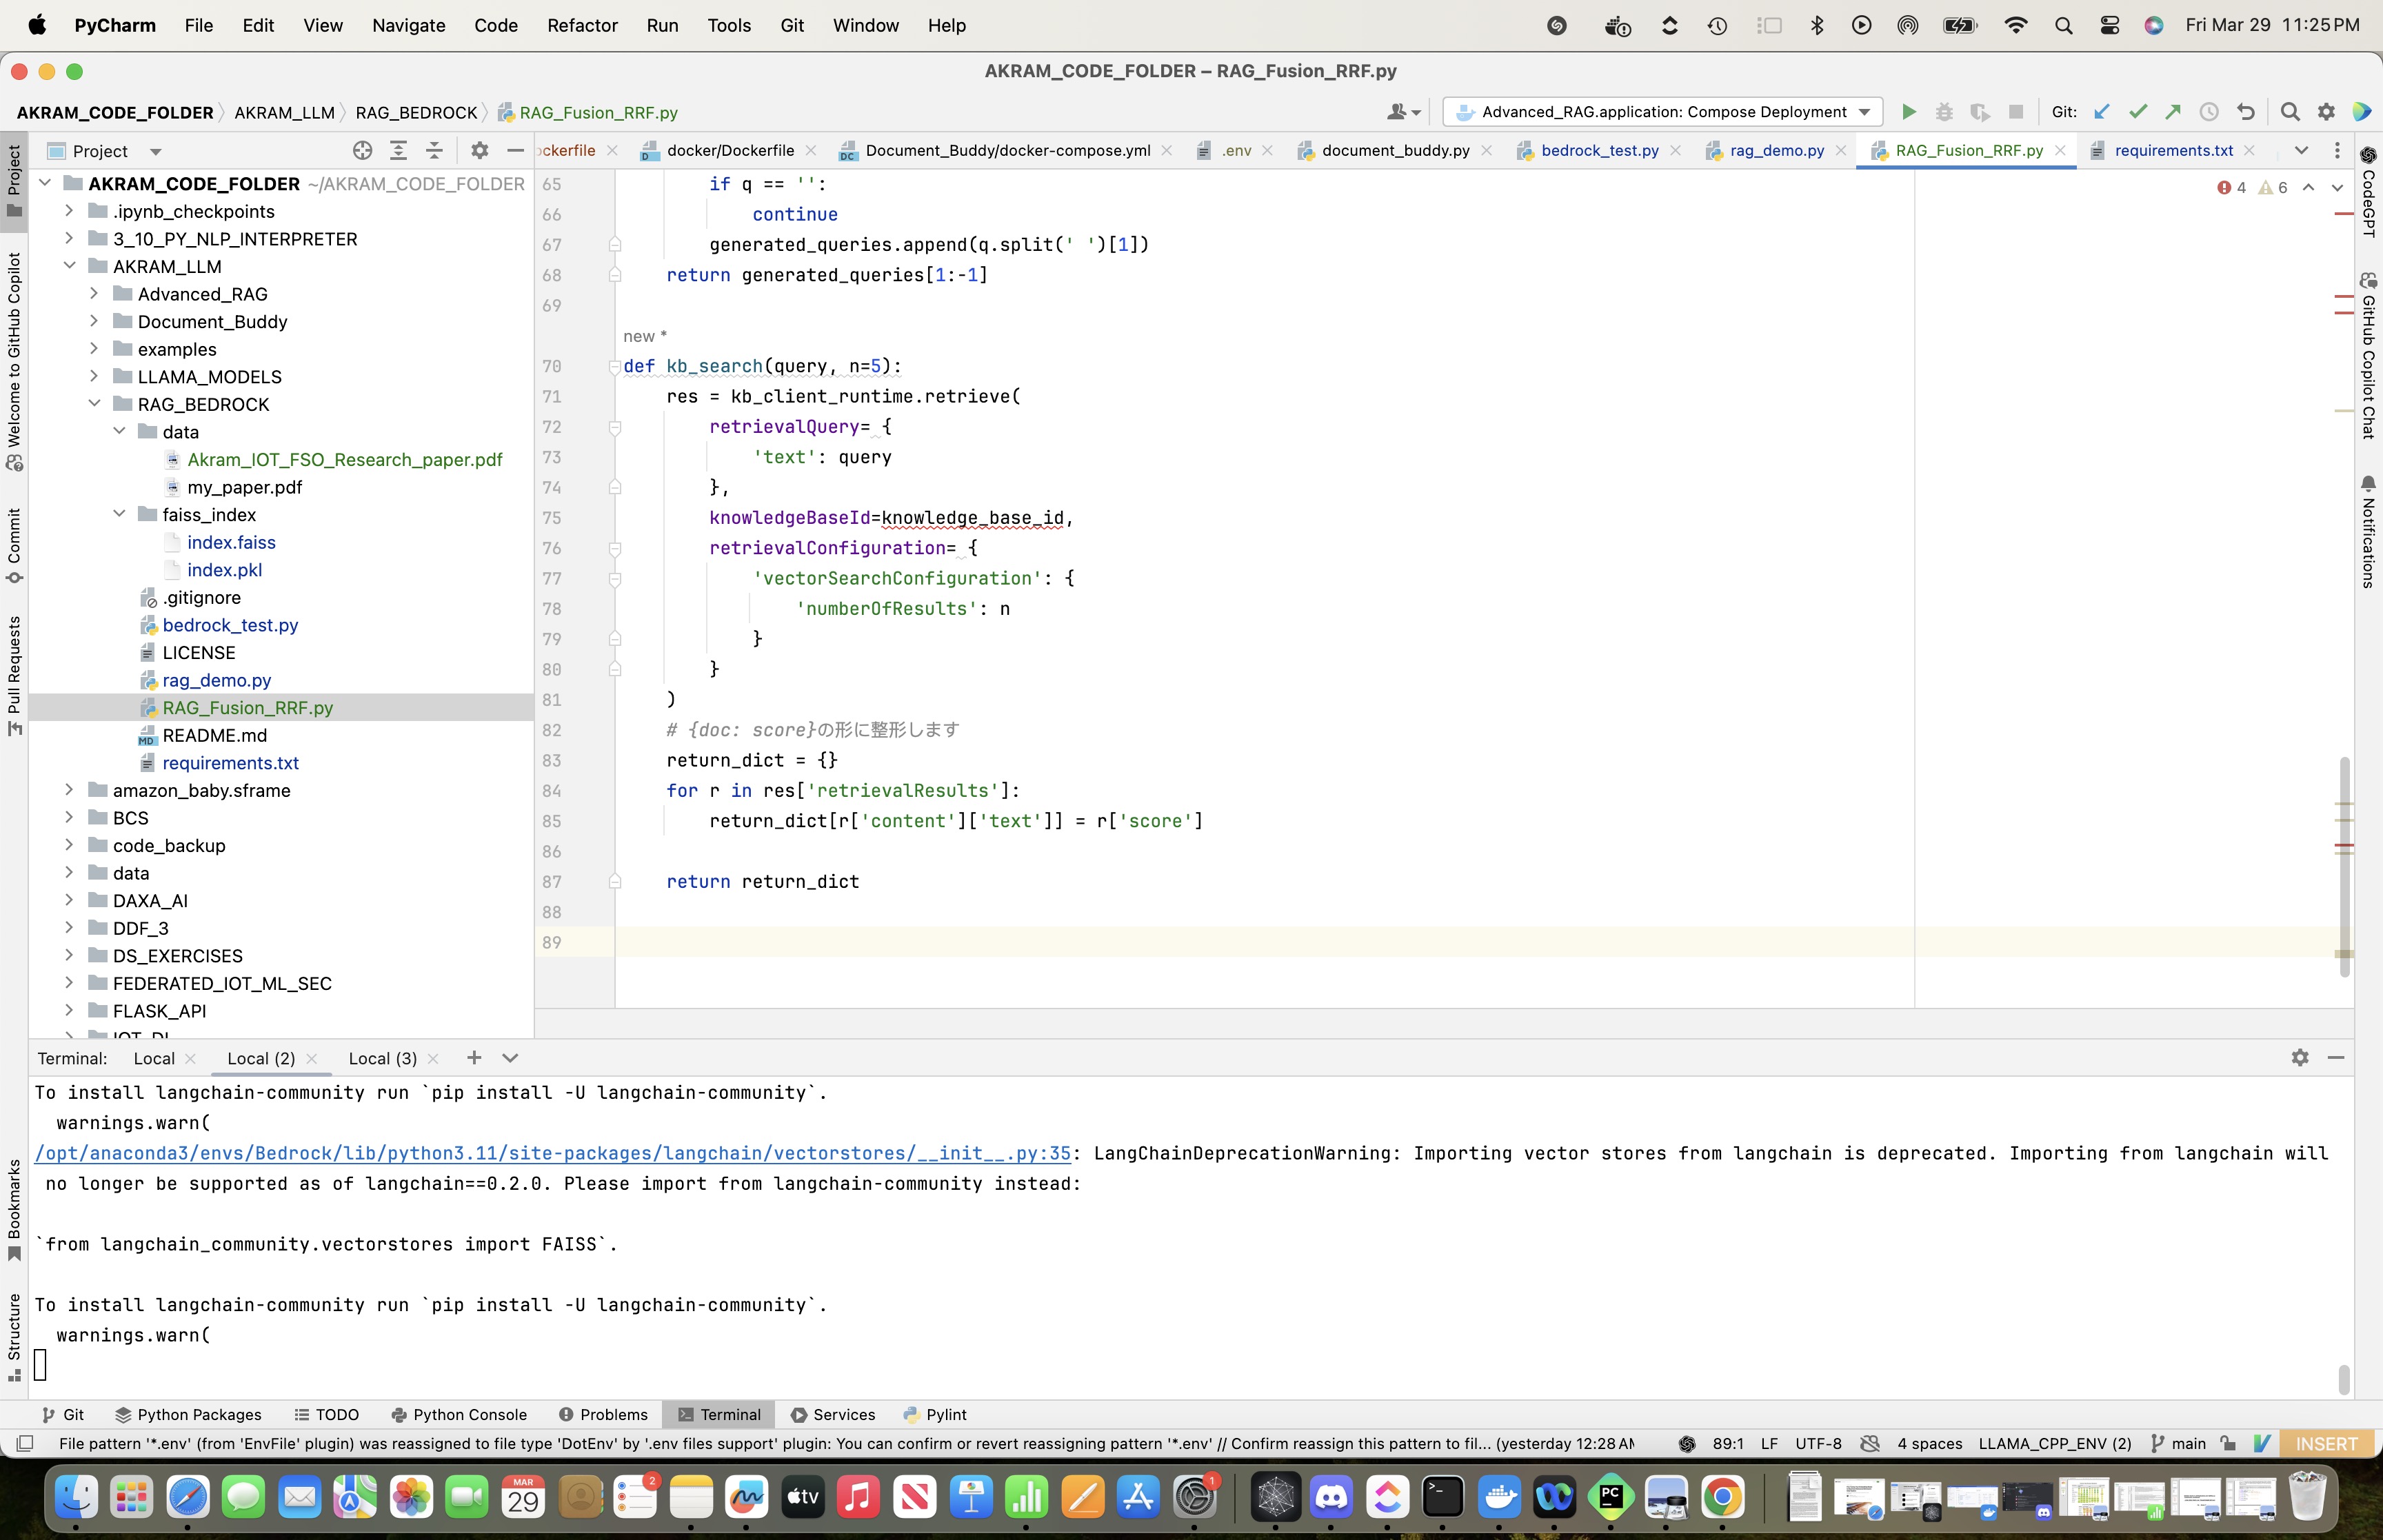 PyCharm File Edit View Navigate Code Refactor Run Tools Git Window Help Fri Mar 29 11:25 PM
AKRAM_CODE_FOLDER – RAG_Fusion_RRF.py
AKRAM_CODE_FOLDER AKRAM_LLM RAG_BEDROCK RAG_Fusion_RRF.py Advanced_RAG.application: Compose Deployment Git:
Project
ockerfile docker/Dockerfile Document_Buddy/docker-compose.yml .env document_buddy.py bedrock_test.py rag_demo.py RAG_Fusion_RRF.py requirements.txt
4 6
Project
Welcome to GitHub Copilot
Commit
Pull Requests
Bookmarks
Structure
AKRAM_CODE_FOLDER ~/AKRAM_CODE_FOLDER
.ipynb_checkpoints
3_10_PY_NLP_INTERPRETER
AKRAM_LLM
Advanced_RAG
Document_Buddy
examples
LLAMA_MODELS
RAG_BEDROCK
data
Akram_IOT_FSO_Research_paper.pdf
my_paper.pdf
faiss_index
index.faiss
index.pkl
.gitignore
bedrock_test.py
LICENSE
rag_demo.py
RAG_Fusion_RRF.py
MD README.md
requirements.txt
amazon_baby.sframe
BCS
code_backup
data
DAXA_AI
DDF_3
DS_EXERCISES
FEDERATED_IOT_ML_SEC
FLASK_API
65 if q == '':
66 continue
67 generated_queries.append(q.split(' ')[1])
68 return generated_queries[1:-1]
69
new *
70 def kb_search(query, n=5):
71 res = kb_client_runtime.retrieve(
72 retrievalQuery= {
73 'text': query
74 },
75 knowledgeBaseId=knowledge_base_id,
76 retrievalConfiguration= {
77 'vectorSearchConfiguration': {
78 'numberOfResults': n
79 }
80 }
81 )
82 # {doc: score}の形に整形します
83 return_dict = {}
84 for r in res['retrievalResults']:
85 return_dict[r['content']['text']] = r['score']
86
87 return return_dict
88
89
CodeGPT
GitHub Copilot Chat
Notifications
Terminal: Local Local (2) Local (3)
To install langchain-community run `pip install -U langchain-community`.
warnings.warn(
/opt/anaconda3/envs/Bedrock/lib/python3.11/site-packages/langchain/vectorstores/__init__.py:35: LangChainDeprecationWarning: Importing vector stores from langchain is deprecated. Importing from langchain will
no longer be supported as of langchain==0.2.0. Please import from langchain-community instead:
`from langchain_community.vectorstores import FAISS`.
To install langchain-community run `pip install -U langchain-community`.
warnings.warn(
Git Python Packages TODO Python Console Problems Terminal Services Pylint
File pattern '*.env' (from 'EnvFile' plugin) was reassigned to file type 'DotEnv' by '.env files support' plugin: You can confirm or revert reassigning pattern '*.env' // Confirm reassign this pattern to fil... (yesterday 12:28 AM 89:1 LF UTF-8 4 spaces LLAMA_CPP_ENV (2) main INSERT
MAR
29
2
tv
1
PC